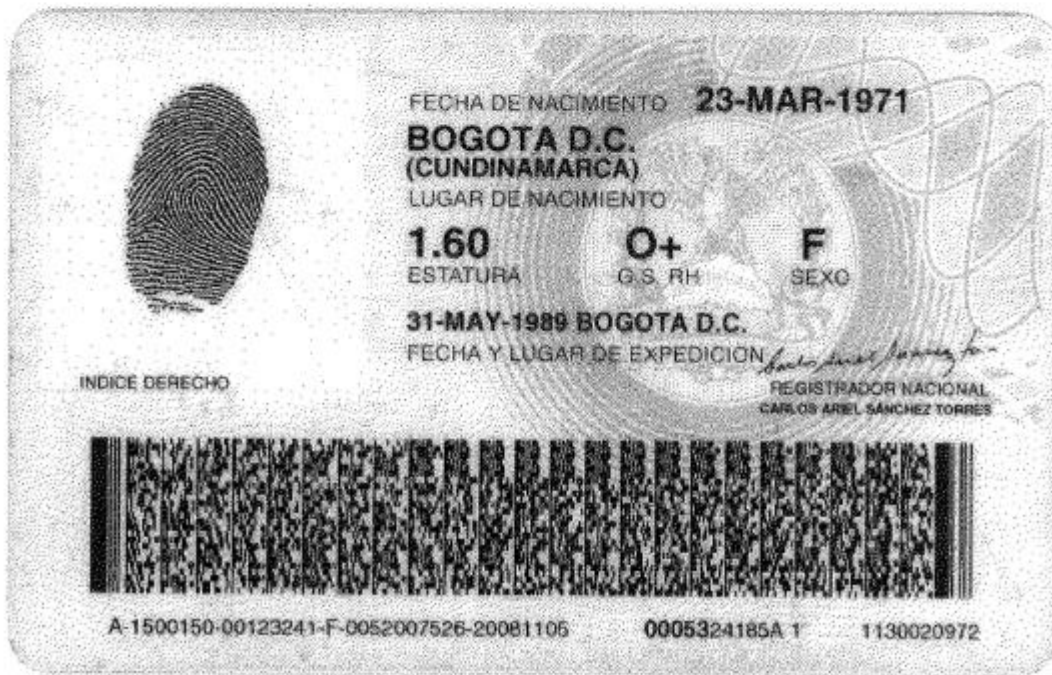 FECHA DE NACIMIENTO 23-MAR-1971
BOGOTA D.C.
(CUNDINAMARCA)
LUGAR DE NACIMIENTO
1.60 O+ F
ESTATURA G.S. RH SEXO
31-MAY-1989 BOGOTA D.C.
FECHA Y LUGAR DE EXPEDICION
INDICE DERECHO
REGISTRADOR NACIONAL
CARLOS ARIEL SÁNCHEZ TORRES
A-1500150-00123241-F-0052007526-20081106 0005324185A 1 1130020972